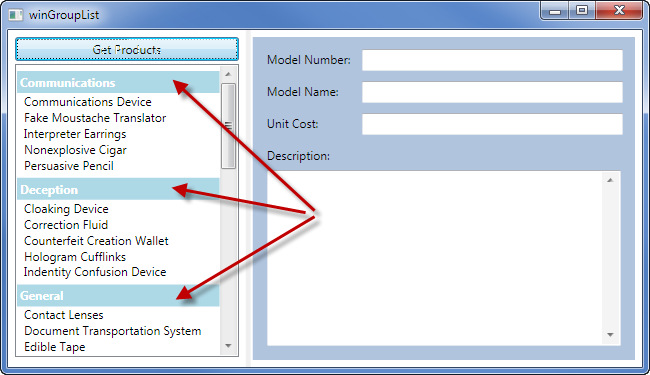 winGroupList
Get Products
Communications
Communications Device
Fake Moustache Translator
Interpreter Earrings
Nonexplosive Cigar
Persuasive Pencil
Deception
Cloaking Device
Correction Fluid
Counterfeit Creation Wallet
Hologram Cufflinks
Indentity Confusion Device
General
Contact Lenses
Document Transportation System
Edible Tape
Model Number:
Model Name:
Unit Cost:
Description: